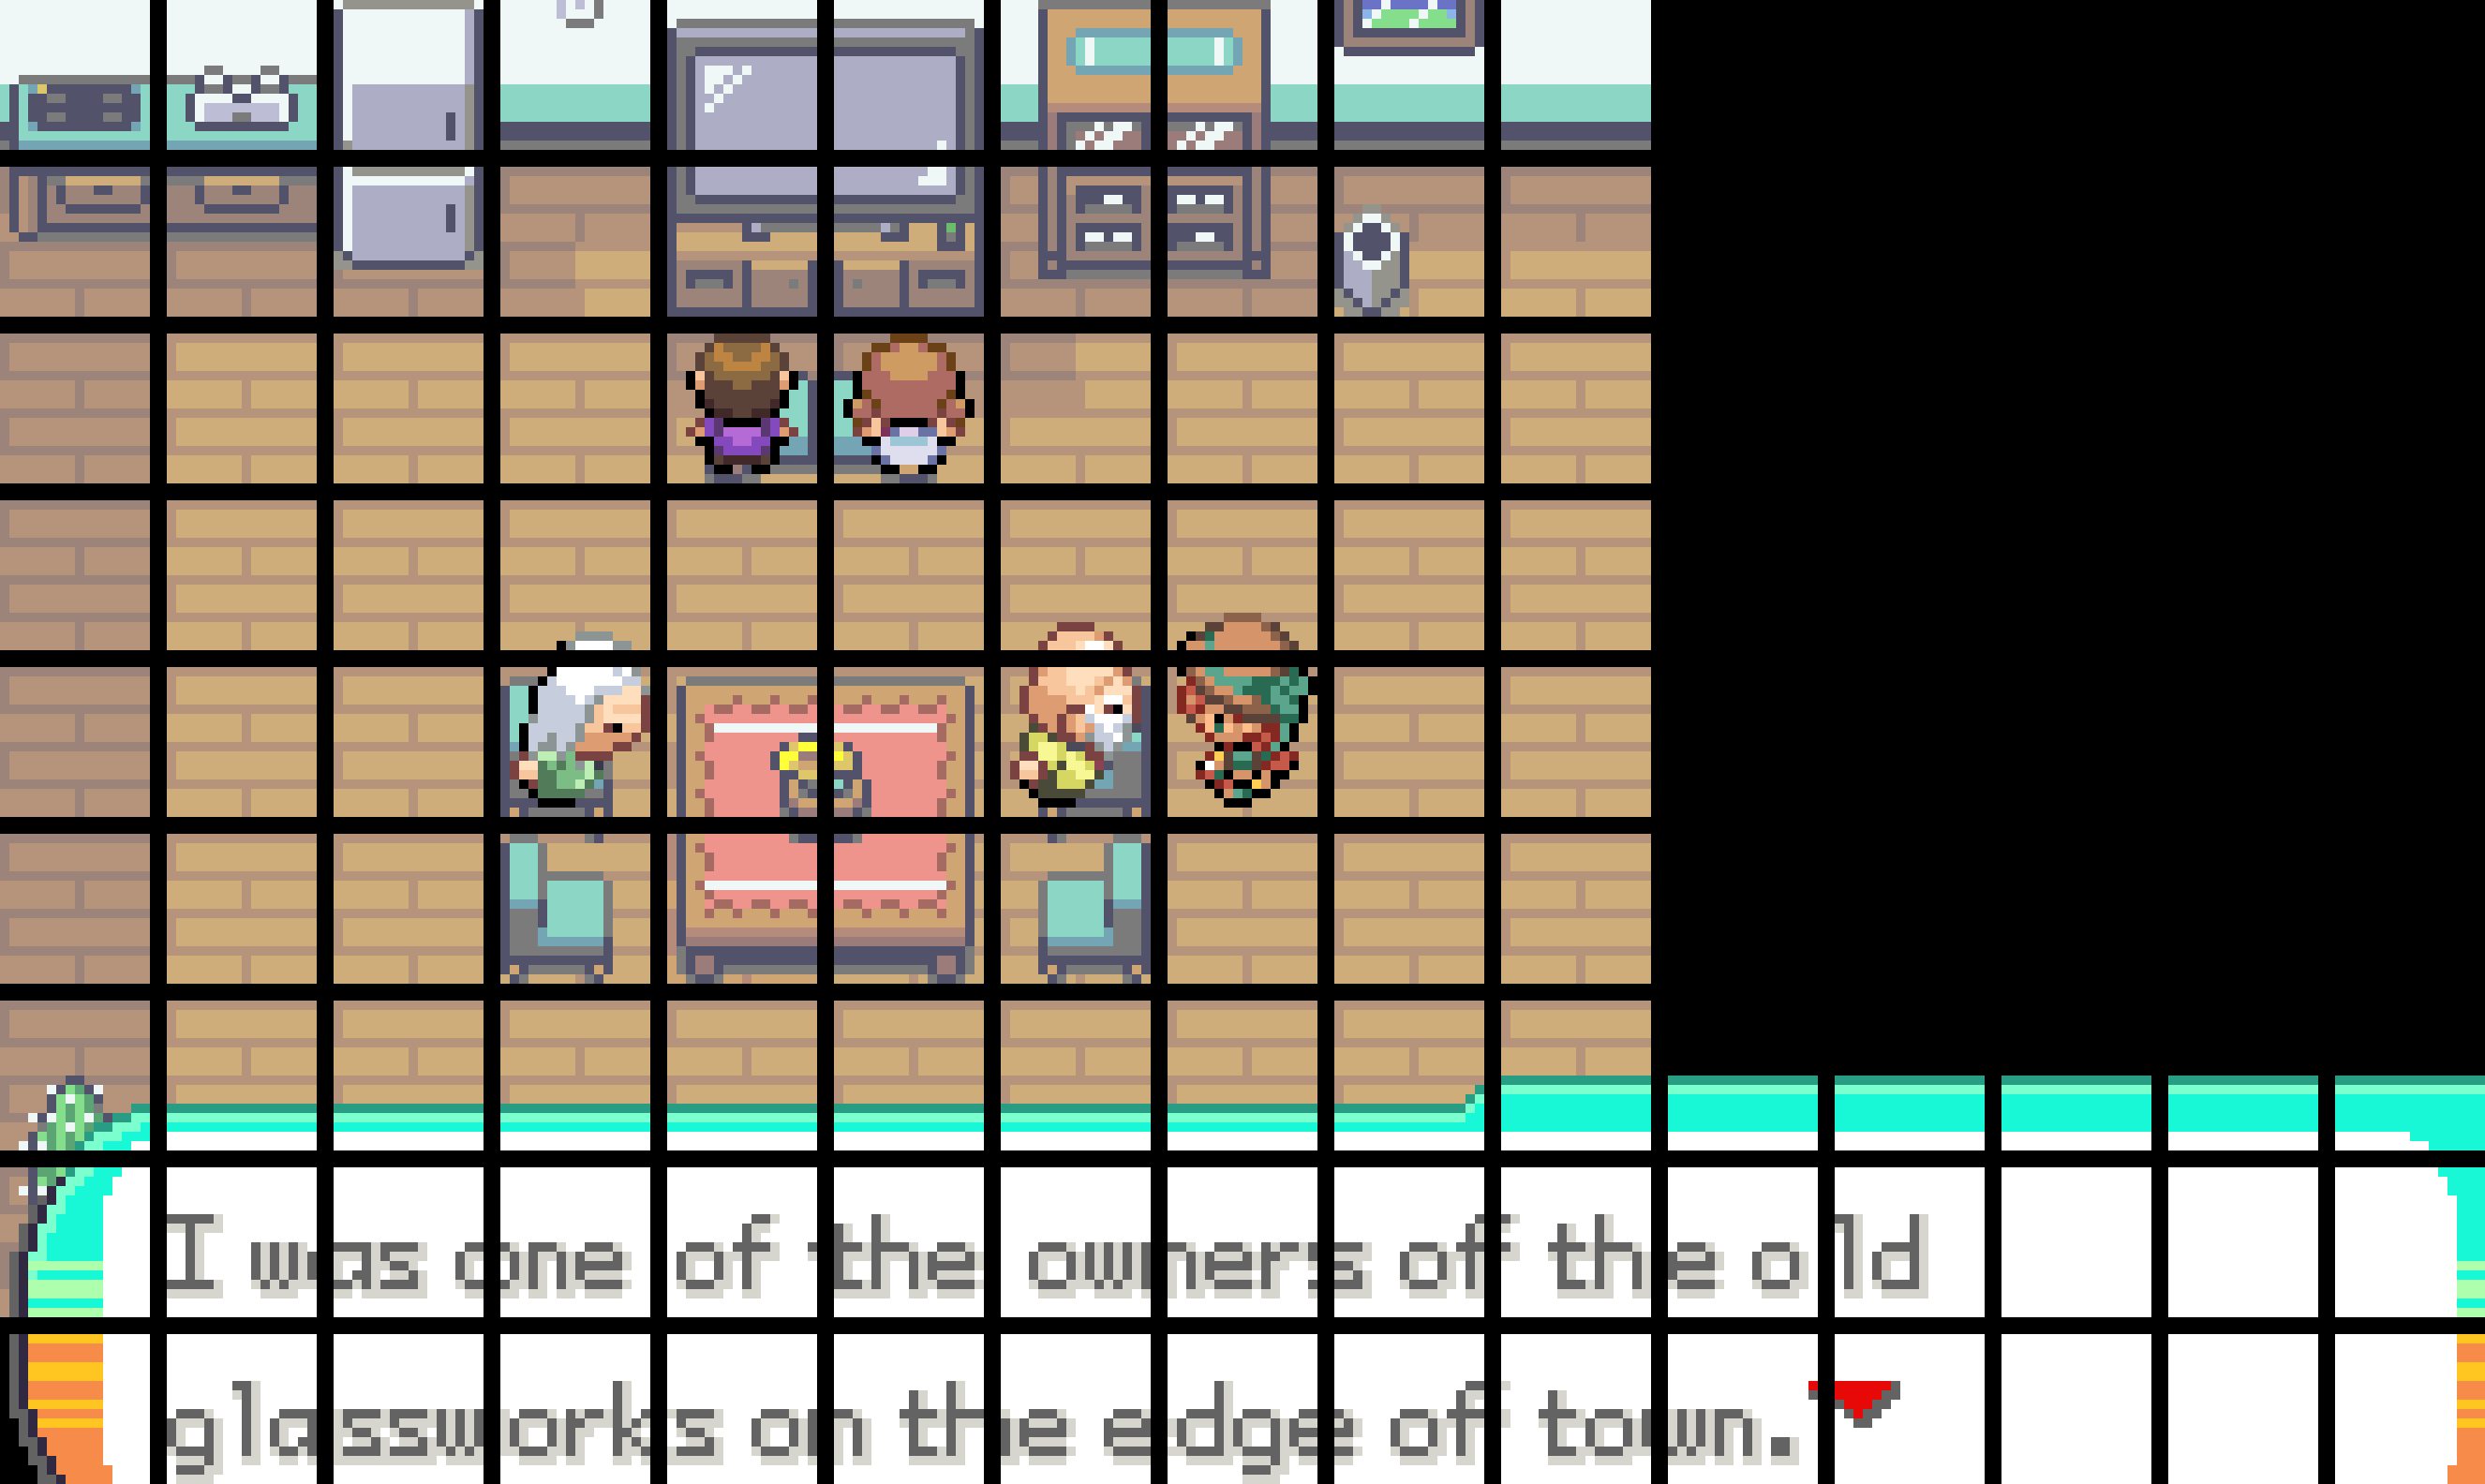 I was one of the owners of the old
glassworks on the edge of town.